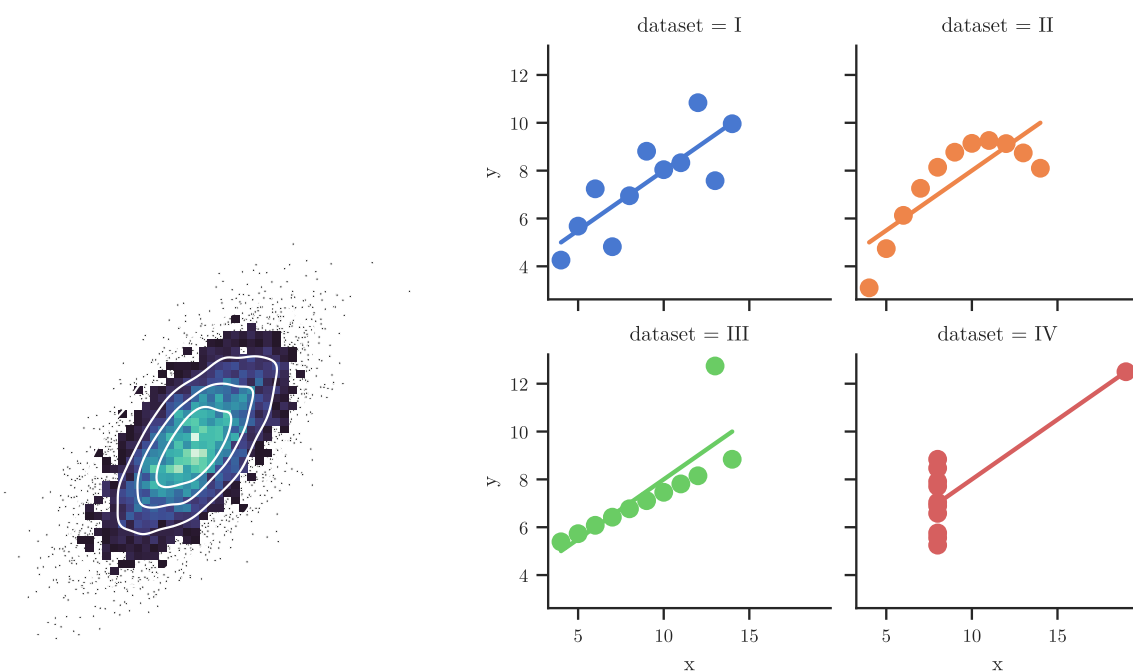 dataset = I
dataset = II
12
10
8
6
4
y
dataset = III
dataset = IV
12
10
8
6
4
y
5
10
15
x
5
10
15
x